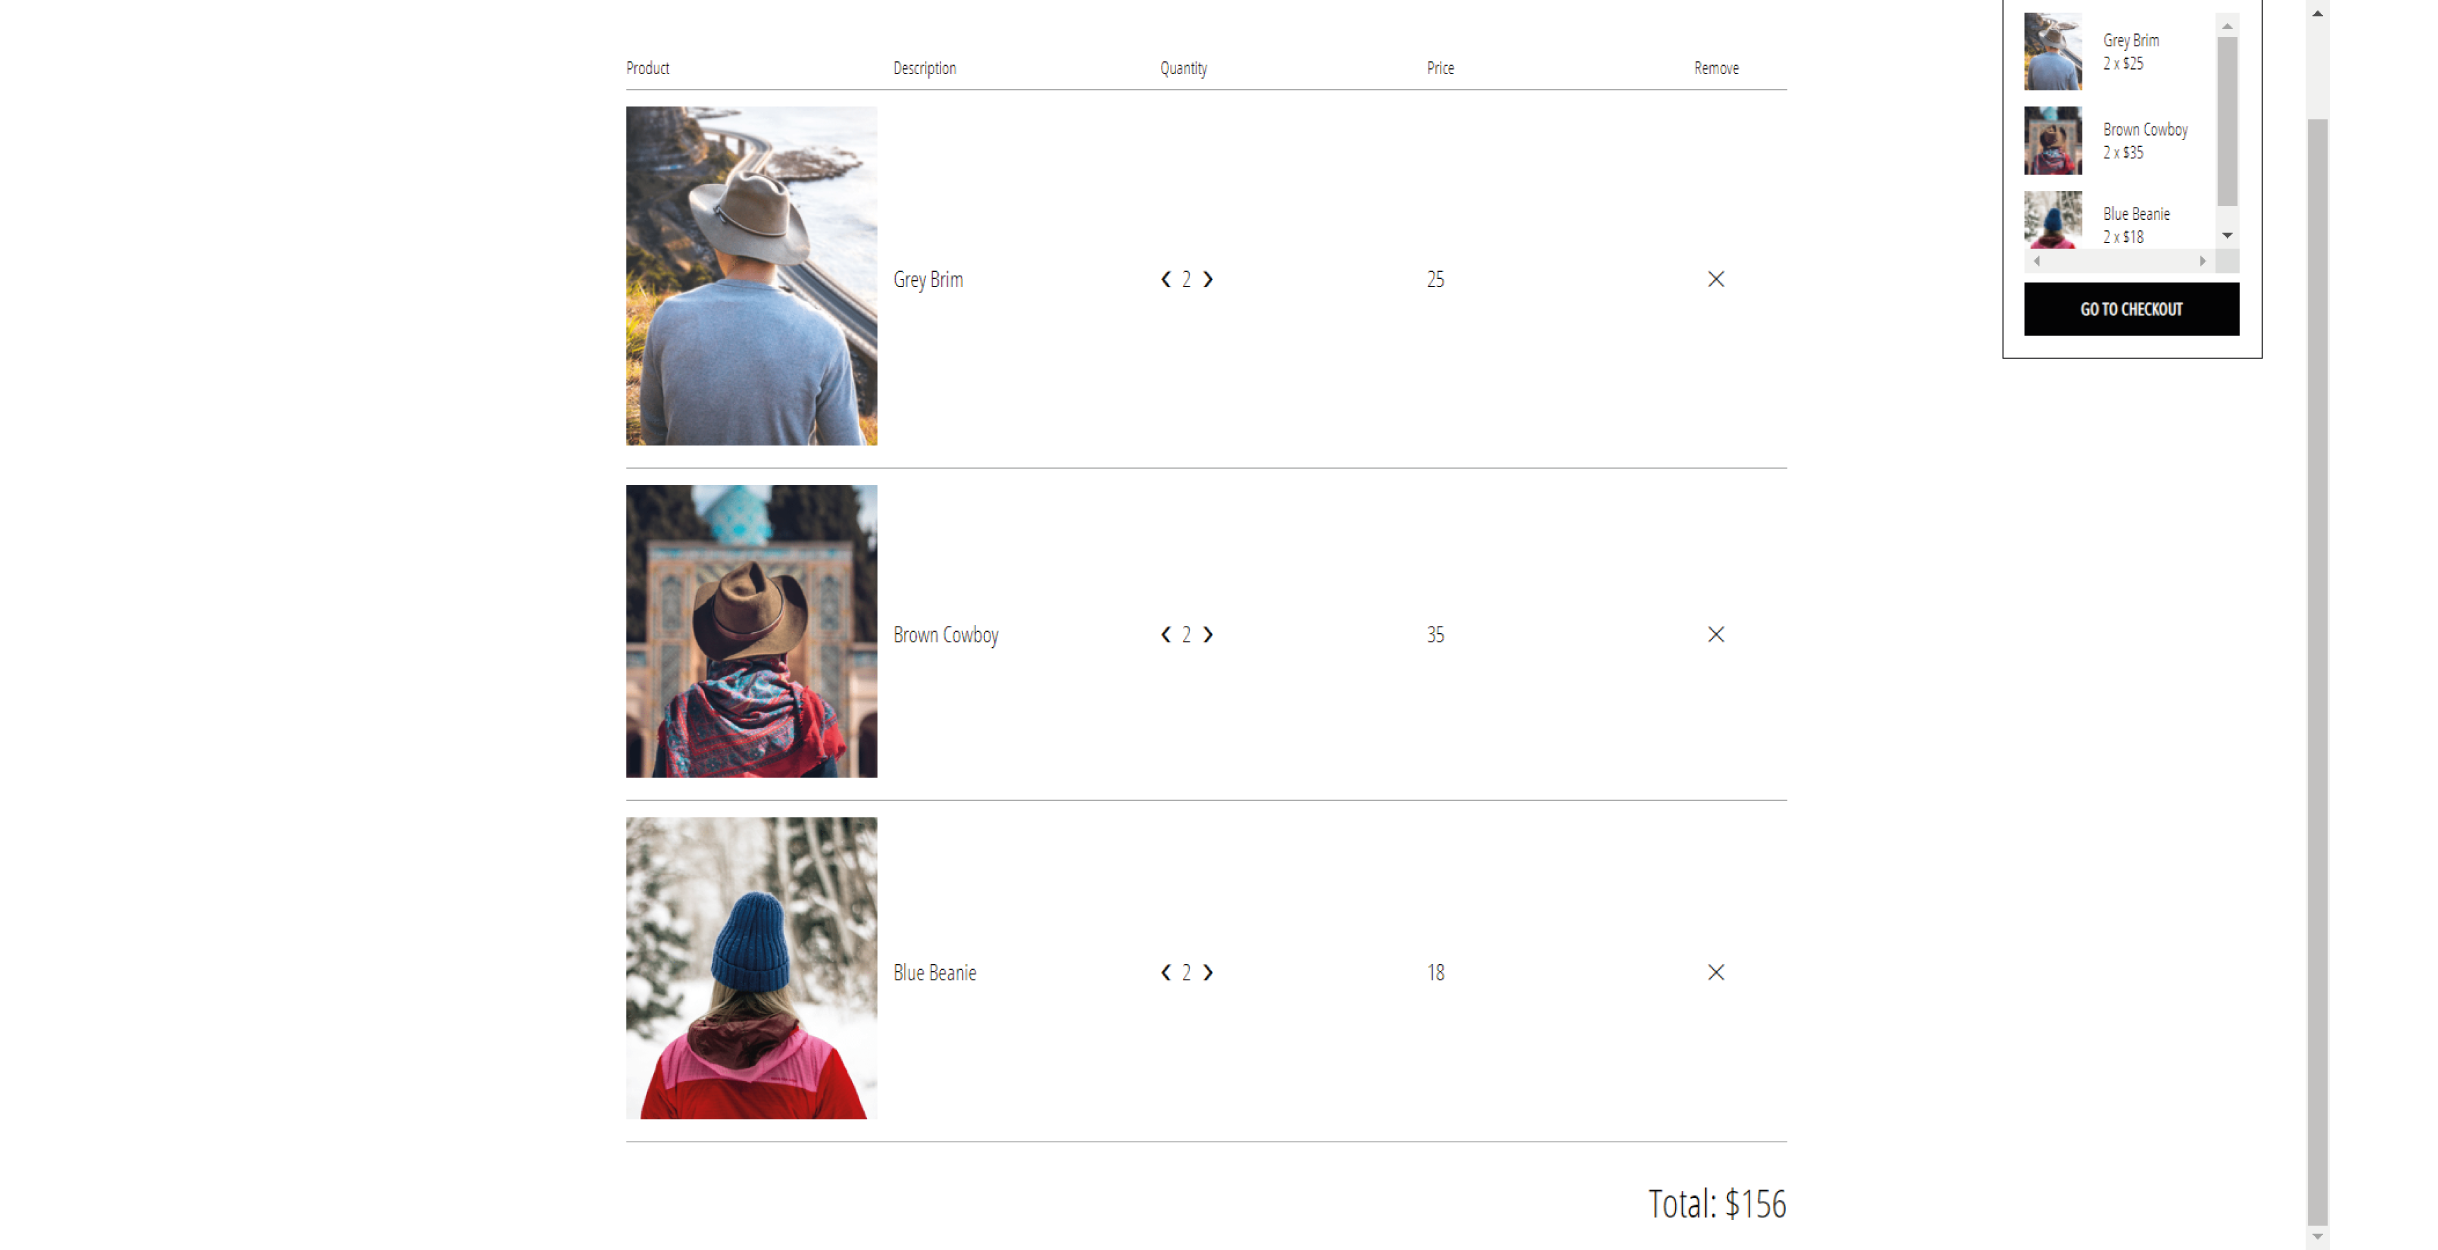 Product Description Quantity Price Remove
Grey Brim 2 25
Brown Cowboy 2 35
Blue Beanie 2 18
Total: $156
Grey Brim
2 x $25
Brown Cowboy
2 x $35
Blue Beanie
2 x $18
GO TO CHECKOUT